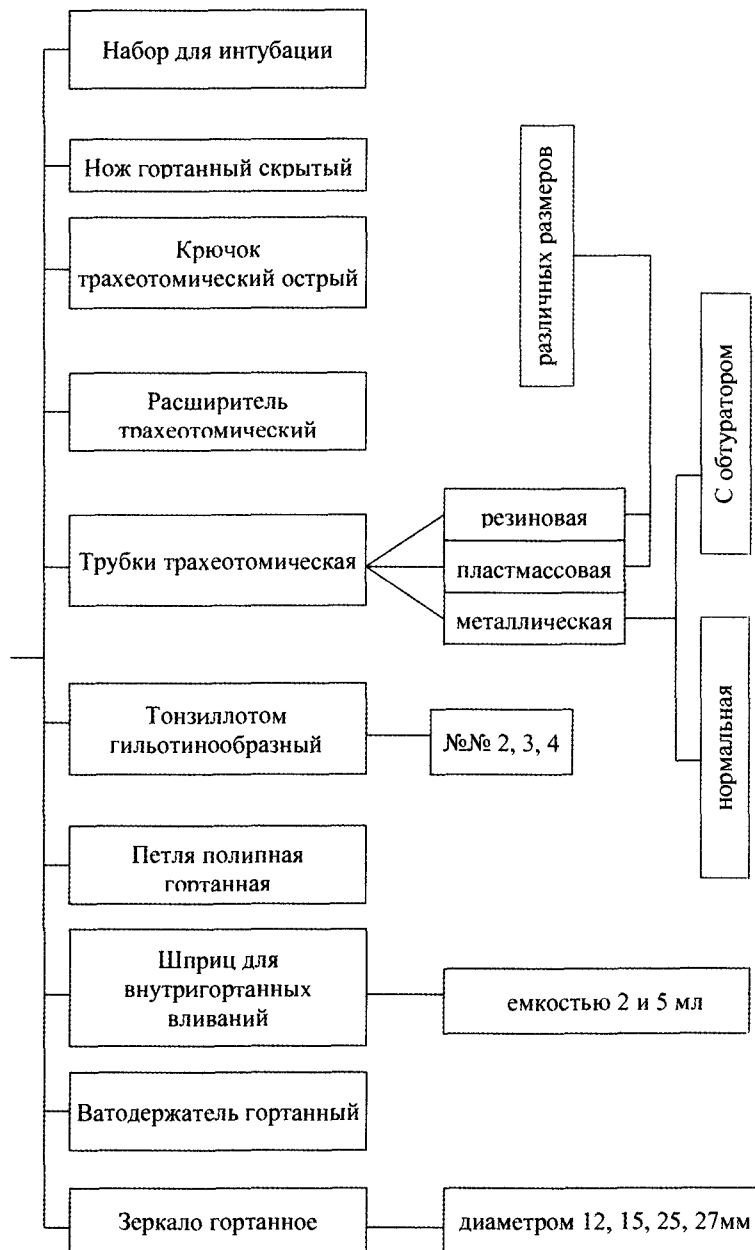 Набор для интубации
Нож гортанный скрытый
Крючок
трахеотомический острый
Расширитель
трахеотомический
Трубки трахеотомическая
резиновая
пластмассовая
металлическая
различных размеров
С обтуратором
нормальная
Тонзиллотом
гильотинообразный
№№ 2, 3, 4
Петля полипная
гортанная
Шприц для
внутригортанных
вливаний
емкостью 2 и 5 мл
Ватодержатель гортанный
Зеркало гортанное
диаметром 12, 15, 25, 27мм